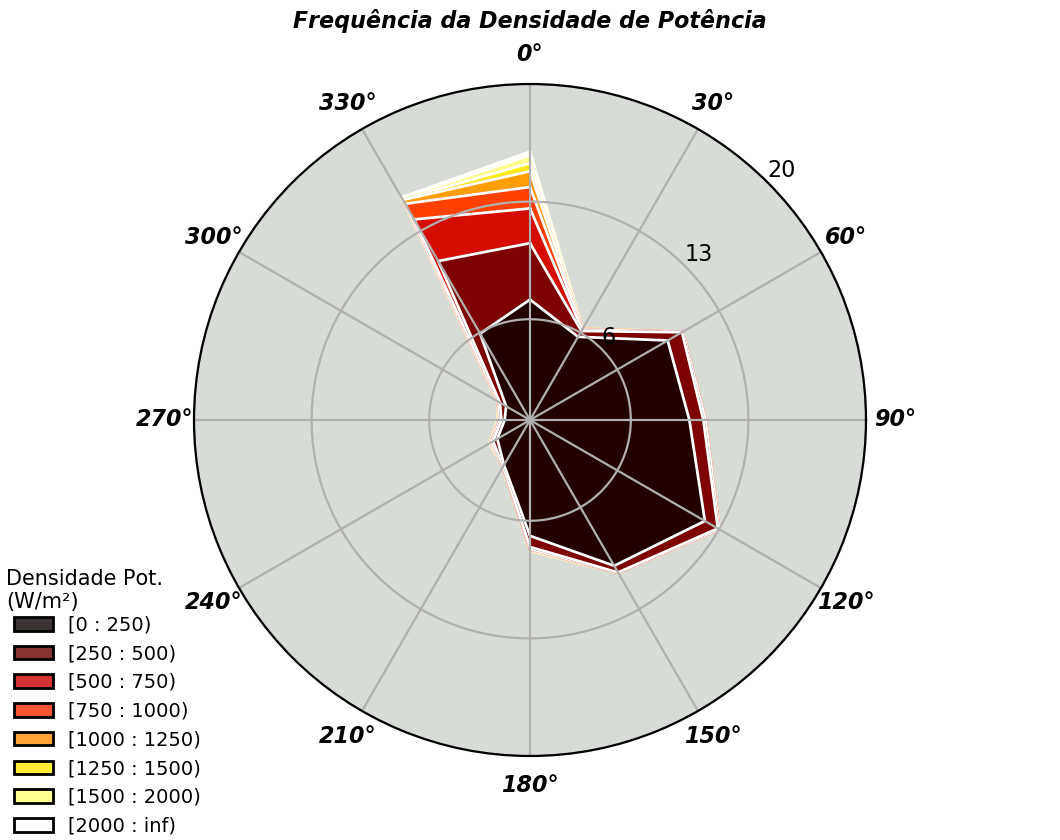 Frequência da Densidade de Potência
0°
330°
30°
20
300°
60°
13
6
270°
90°
240°
120°
210°
150°
180°
Densidade Pot.
(W/m²)
[0 : 250)
[250 : 500)
[500 : 750)
[750 : 1000)
[1000 : 1250)
[1250 : 1500)
[1500 : 2000)
[2000 : inf)